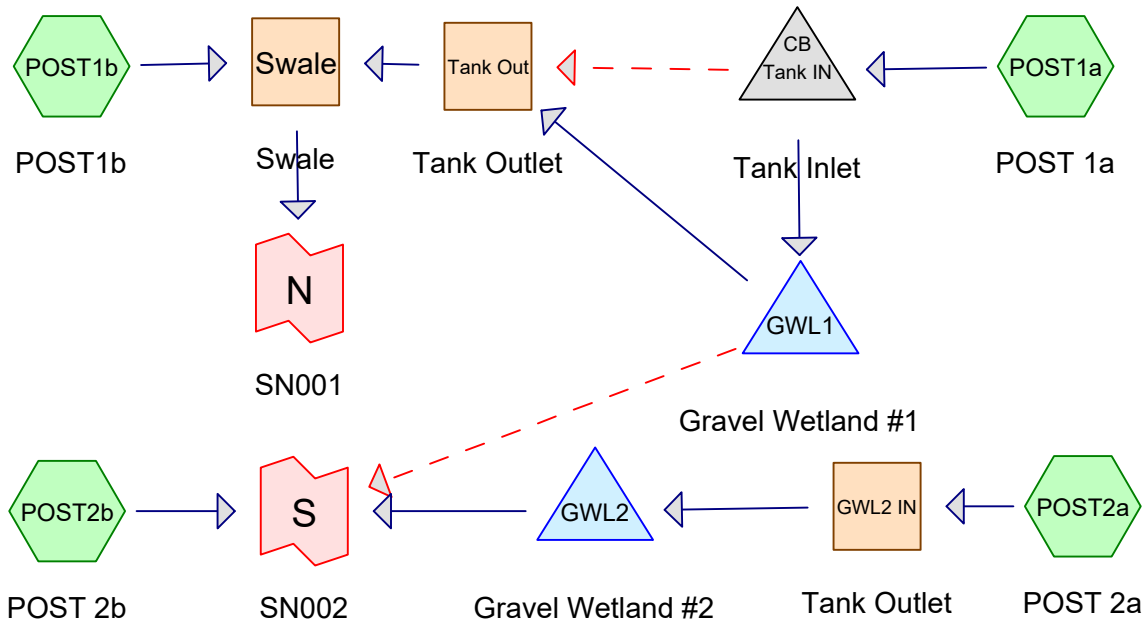 POST1b
Swale
Tank Out
CB
Tank IN
POST1a
POST1b
Swale
Tank Outlet
Tank Inlet
POST 1a
N
GWL1
SN001
Gravel Wetland #1
POST2b
S
GWL2
GWL2 IN
POST2a
POST 2b
SN002
Gravel Wetland #2
Tank Outlet
POST 2a